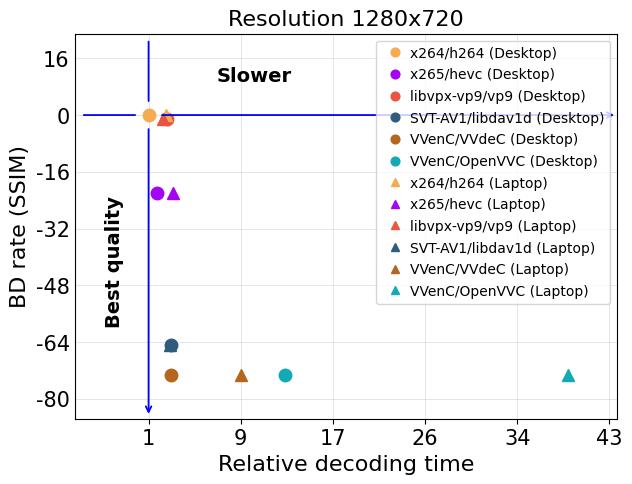 Resolution 1280x720
BD rate (SSIM)
16
0
-16
-32
-48
-64
-80
Slower
Best quality
x264/h264 (Desktop)
x265/hevc (Desktop)
libvpx-vp9/vp9 (Desktop)
SVT-AV1/libdav1d (Desktop)
VVenC/VVdeC (Desktop)
VVenC/OpenVVC (Desktop)
x264/h264 (Laptop)
x265/hevc (Laptop)
libvpx-vp9/vp9 (Laptop)
SVT-AV1/libdav1d (Laptop)
VVenC/VVdeC (Laptop)
VVenC/OpenVVC (Laptop)
1
9
17
26
34
43
Relative decoding time